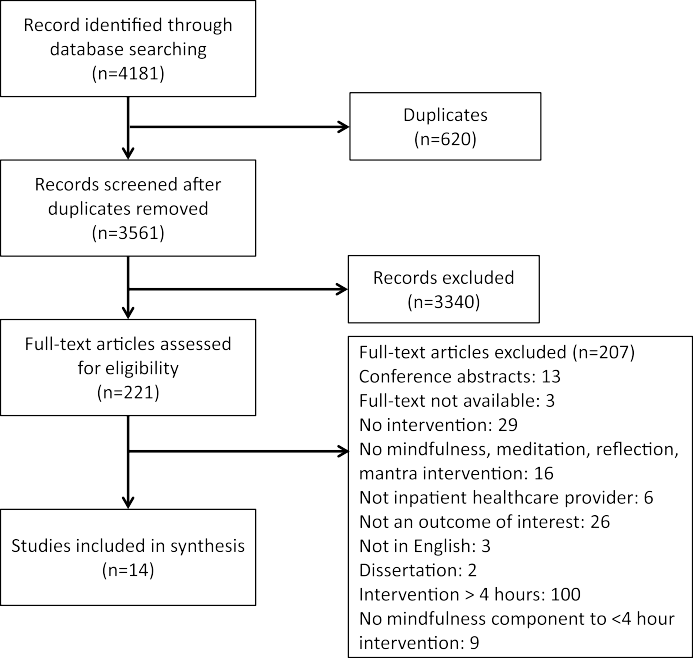 Record identified through
database searching
(n=4181)
Duplicates
(n=620)
Records screened after
duplicates removed
(n=3561)
Records excluded
(n=3340)
Full-text articles assessed
for eligibility
(n=221)
Full-text articles excluded (n=207)
Conference abstracts: 13
Full-text not available: 3
No intervention: 29
No mindfulness, meditation, reflection,
mantra intervention: 16
Not inpatient healthcare provider: 6
Not an outcome of interest: 26
Not in English: 3
Dissertation: 2
Intervention > 4 hours: 100
No mindfulness component to <4 hour
intervention: 9
Studies included in synthesis
(n=14)